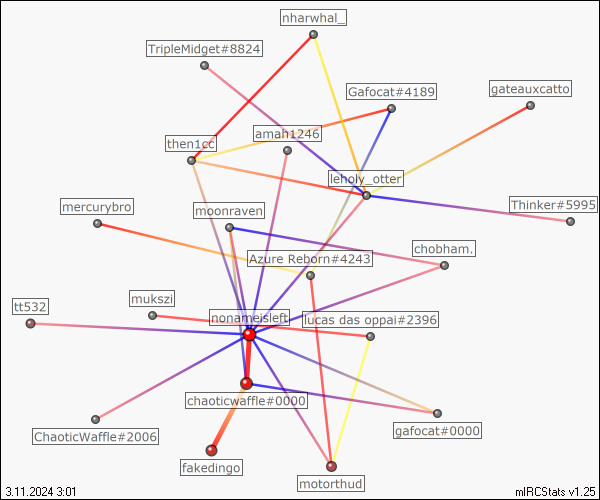 nharwhal_
TripleMidget#8824
Gafocat#4189
gateauxcatto
amah1246
then1cc
leholy_otter
Thinker#5995
mercurybro
moonraven
chobham.
Azure Reborn#4243
mukszi
tt532
nonameisleft
lucas das oppai#2396
chaoticwaffle#0000
ChaoticWaffle#2006
gafocat#0000
fakedingo
motorthud
3.11.2024 3:01
mIRCStats v1.25